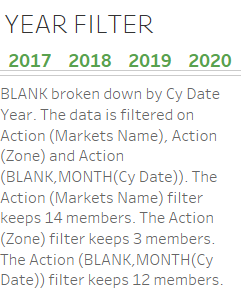 YEAR FILTER
2017 2018 2019 2020
BLANK broken down by Cy Date
Year. The data is filtered on
Action (Markets Name), Action
(Zone) and Action
(BLANK,MONTH(Cy Date)). The
Action (Markets Name) filter
keeps 14 members. The Action
(Zone) filter keeps 3 members.
The Action (BLANK,MONTH(Cy
Date)) filter keeps 12 members.